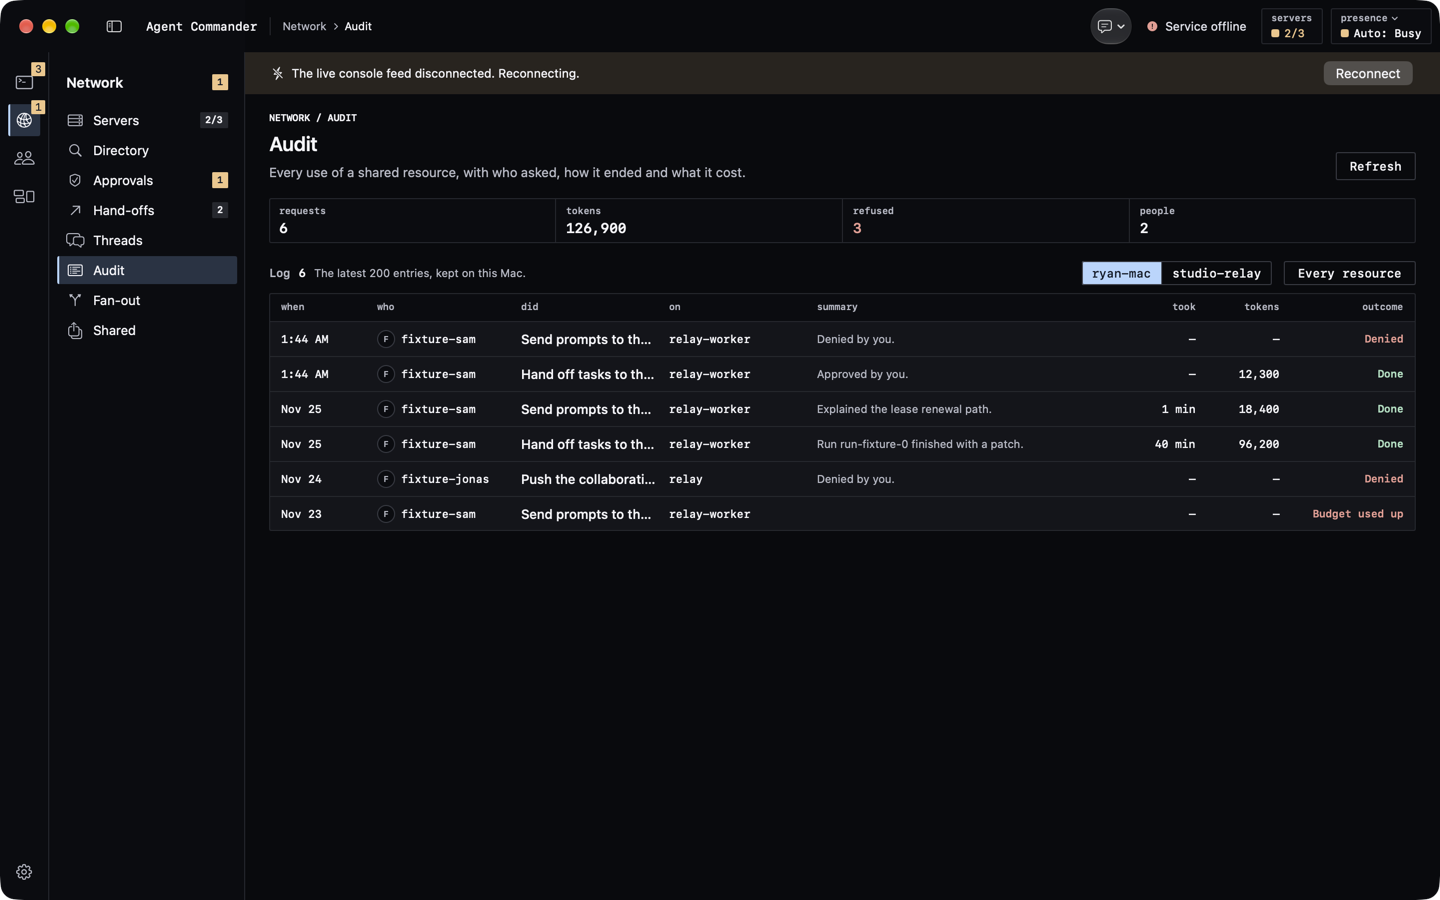 Agent Commander
Network > Audit
Service offline
servers
2/3
presence
Auto: Busy
3
1
Network 1
Servers 2/3
Directory
Approvals 1
Hand-offs 2
Threads
Audit
Fan-out
Shared
The live console feed disconnected. Reconnecting.
Reconnect
NETWORK / AUDIT
Audit
Every use of a shared resource, with who asked, how it ended and what it cost.
Refresh
requests
6
tokens
126,900
refused
3
people
2
Log 6 The latest 200 entries, kept on this Mac.
ryan-mac studio-relay Every resource
when who did on summary took tokens outcome
1:44 AM F fixture-sam Send prompts to th... relay-worker Denied by you. — — Denied
1:44 AM F fixture-sam Hand off tasks to th... relay-worker Approved by you. — 12,300 Done
Nov 25 F fixture-sam Send prompts to th... relay-worker Explained the lease renewal path. 1 min 18,400 Done
Nov 25 F fixture-sam Hand off tasks to th... relay-worker Run run-fixture-0 finished with a patch. 40 min 96,200 Done
Nov 24 F fixture-jonas Push the collaborati... relay Denied by you. — — Denied
Nov 23 F fixture-sam Send prompts to th... relay-worker — — Budget used up